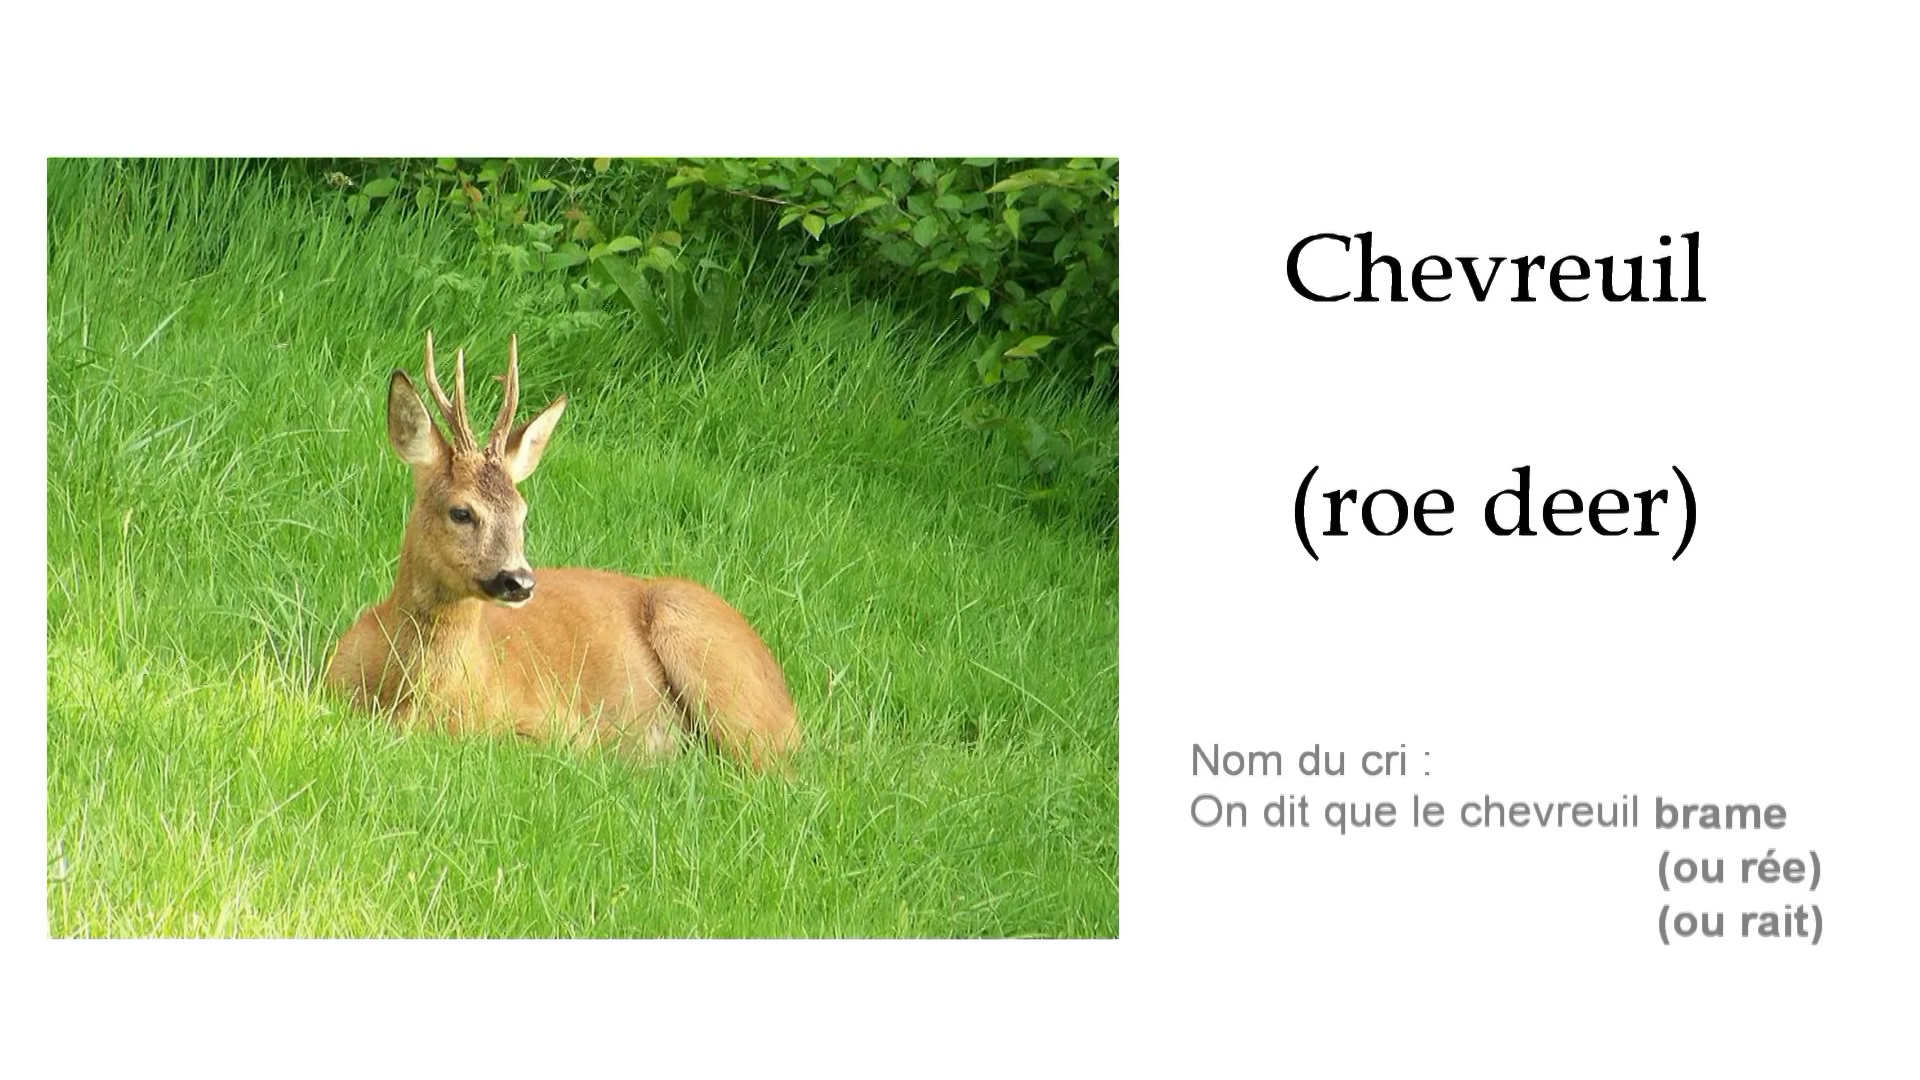 Chevreuil
(roe deer)
Nom du cri :
On dit que le chevreuil brame
(ou rée)
(ou rait)